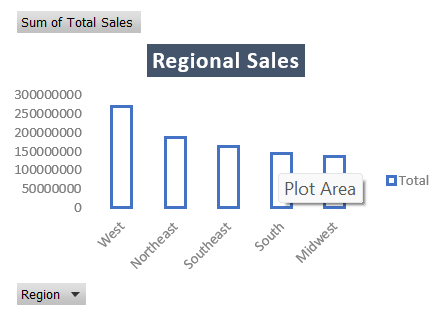 Sum of Total Sales
Regional Sales
300000000
250000000
200000000
150000000
100000000
50000000
0
West
Northeast
Southeast
South
Midwest
Plot Area
Total
Region